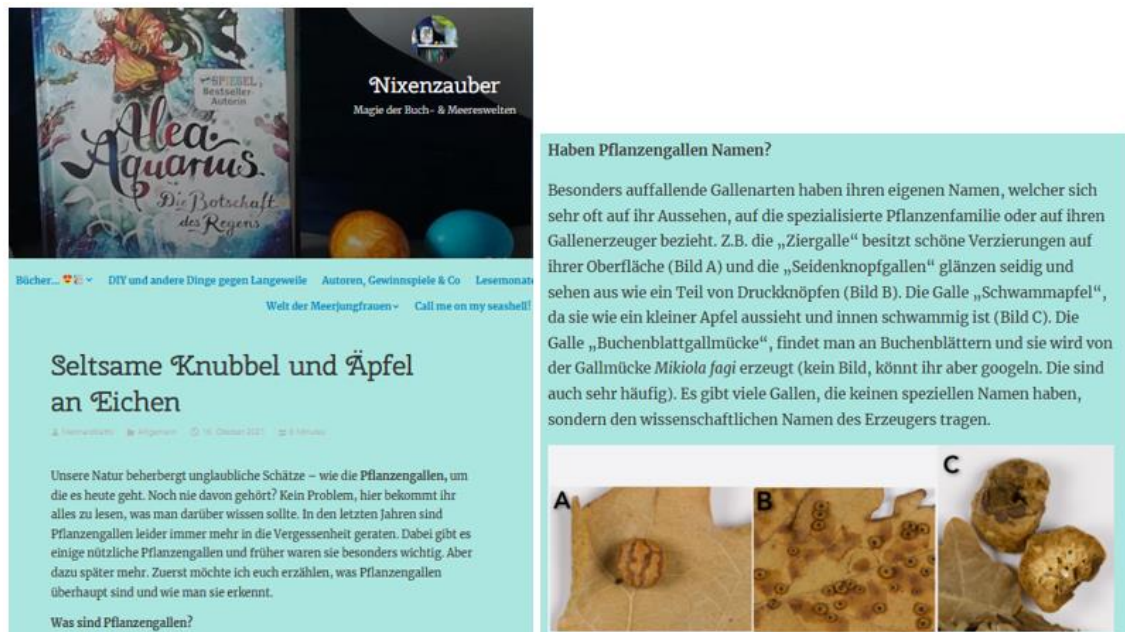 SPIEGEL
Bestseller-
Autorin
Alea
Aquarius
Die Botschaft
des Regens
Nixenzauber
Magie der Buch- & Meereswelten
Bücher... 😍📚 DIY und andere Dinge gegen Langeweile Autoren, Gewinnspiele & Co Lesemonate
Welt der Meerjungfrauen Call me on my seashell!
Seltsame Knubbel und Äpfel
an Eichen
Allgemein 16. Oktober 2021 6 Minutes
Unsere Natur beherbergt unglaubliche Schätze – wie die Pflanzengallen, um
die es heute geht. Noch nie davon gehört? Kein Problem, hier bekommt ihr
alles zu lesen, was man darüber wissen sollte. In den letzten Jahren sind
Pflanzengallen leider immer mehr in die Vergessenheit geraten. Dabei gibt es
einige nützliche Pflanzengallen und früher waren sie besonders wichtig. Aber
dazu später mehr. Zuerst möchte ich euch erzählen, was Pflanzengallen
überhaupt sind und wie man sie erkennt.
Was sind Pflanzengallen?
Haben Pflanzengallen Namen?
Besonders auffallende Gallenarten haben ihren eigenen Namen, welcher sich
sehr oft auf ihr Aussehen, auf die spezialisierte Pflanzenfamilie oder auf ihren
Gallenerzeuger bezieht. Z.B. die „Ziergalle“ besitzt schöne Verzierungen auf
ihrer Oberfläche (Bild A) und die „Seidenknopfgallen“ glänzen seidig und
sehen aus wie ein Teil von Druckknöpfen (Bild B). Die Galle „Schwammapfel“,
da sie wie ein kleiner Apfel aussieht und innen schwammig ist (Bild C). Die
Galle „Buchenblattgallmücke“, findet man an Buchenblättern und sie wird von
der Gallmücke Mikiola fagi erzeugt (kein Bild, könnt ihr aber googeln. Die sind
auch sehr häufig). Es gibt viele Gallen, die keinen speziellen Namen haben,
sondern den wissenschaftlichen Namen des Erzeugers tragen.
A
B
C